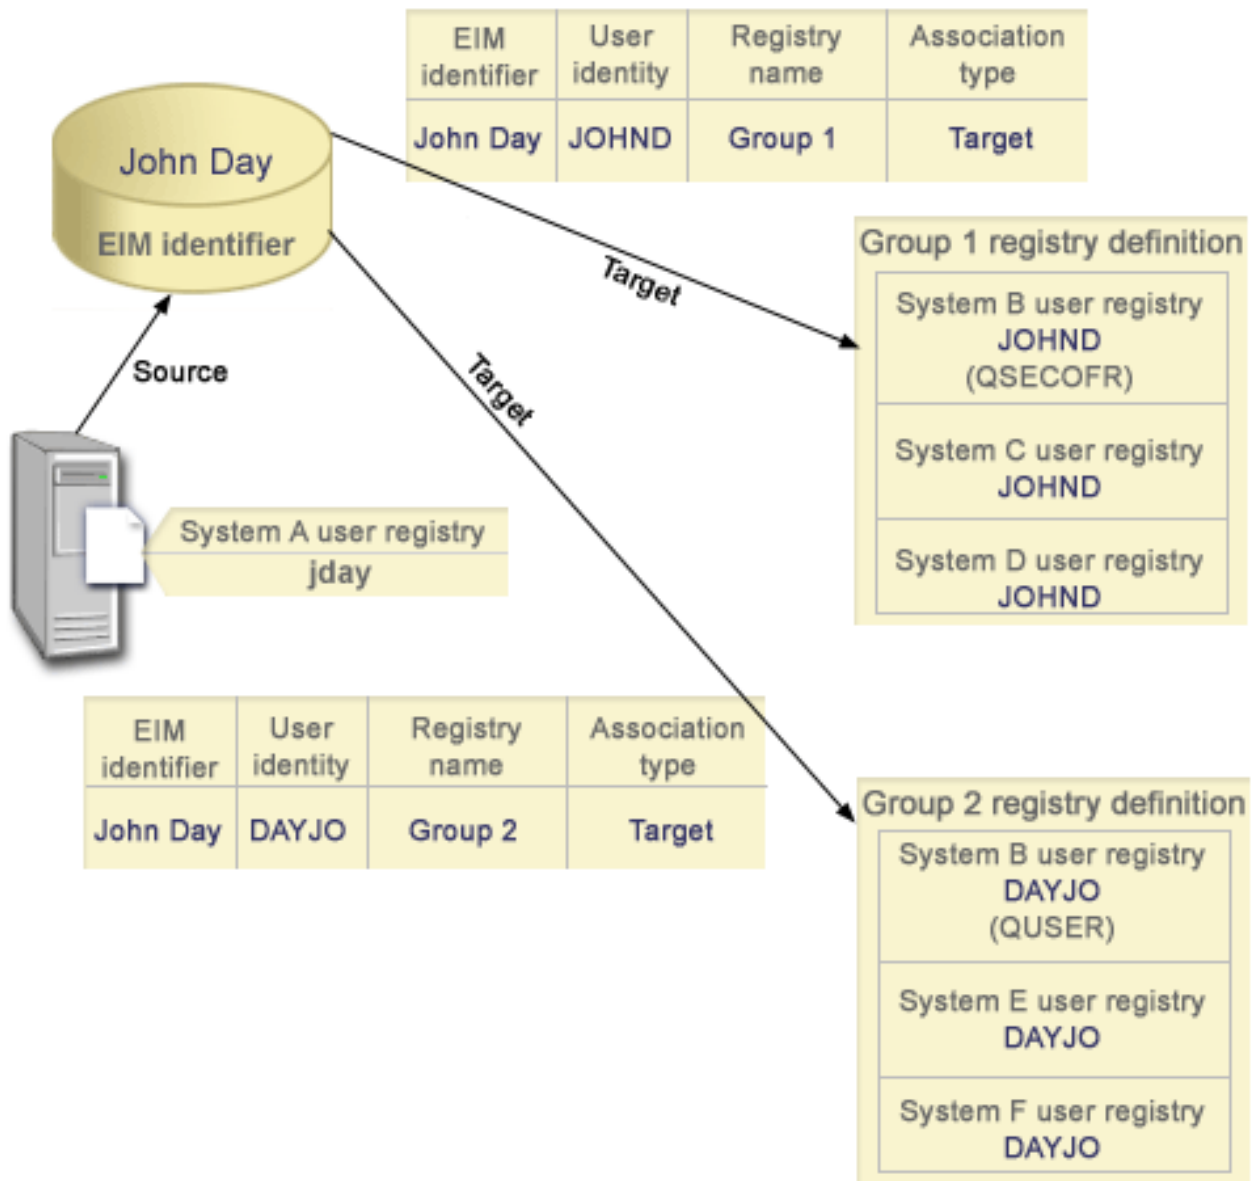 EIM identifier
User identity
Registry name
Association type
John Day
JOHND
Group 1
Target
John Day
EIM identifier
Target
Target
Source
Group 1 registry definition
System B user registry
JOHND
(QSECOFR)
System C user registry
JOHND
System D user registry
JOHND
System A user registry
jday
EIM identifier
User identity
Registry name
Association type
John Day
DAYJO
Group 2
Target
Group 2 registry definition
System B user registry
DAYJO
(QUSER)
System E user registry
DAYJO
System F user registry
DAYJO